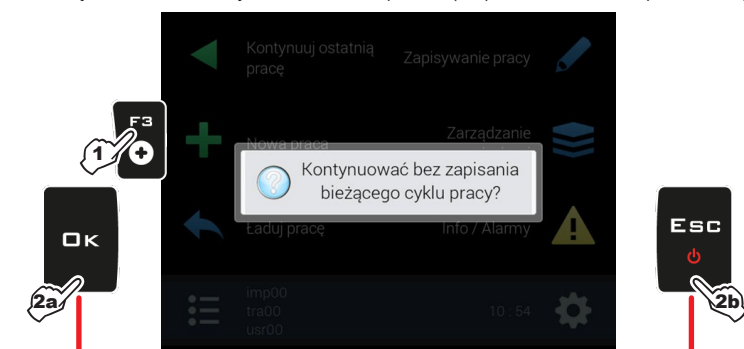 Kontynuuj ostatnią
pracę
Zapisywanie pracy
F3
1
Nowa praca
Zarządzanie
Kontynuować bez zapisania
bieżącego cyklu pracy?
OK
Ładuj pracę
Info / Alarmy
Esc
2a
2b
imp00
tra00
usr00
10 : 54